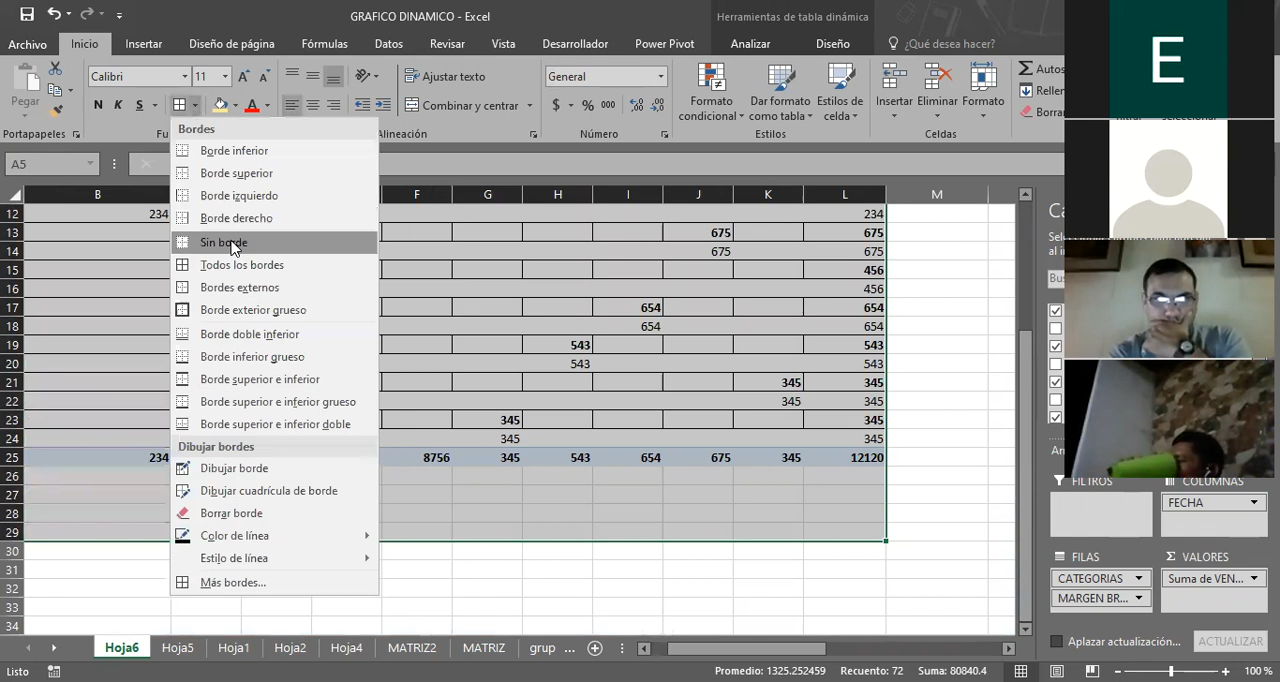 GRAFICO DINAMICO - Excel
Herramientas de tabla dinámica
Archivo Inicio Insertar Diseño de página Fórmulas Datos Revisar Vista Desarrollador Power Pivot Analizar Diseño ¿Qué desea hacer?
Pegar
Calibri 11
N K S
Ajustar texto
Combinar y centrar
General
$ % 000
Formato condicional
Dar formato como tabla
Estilos de celda
Insertar Eliminar Formato
Portapapeles
Alineación Número Estilos Celdas
A5
Bordes
Borde inferior
Borde superior
Borde izquierdo
Borde derecho
Sin borde
Todos los bordes
Bordes externos
Borde exterior grueso
Borde doble inferior
Borde inferior grueso
Borde superior e inferior
Borde superior e inferior grueso
Borde superior e inferior doble
Dibujar bordes
Dibujar borde
Dibujar cuadrícula de borde
Borrar borde
Color de línea
Estilo de línea
Más bordes...
B F G H I J K L M
12 234 234
13 675 675
14 675 675
15 456
16 456
17 654 654
18 654 654
19 543 543
20 543 543
21 345 345
22 345 345
23 345 345
24 345 345
25 234 8756 345 543 654 675 345 12120
26
27
28
29
30
31
32
33
34
E
FILTROS
COLUMNAS
FECHA
FILAS
Σ VALORES
CATEGORIAS
MARGEN BR...
Suma de VEN...
Aplazar actualización...
ACTUALIZAR
Hoja6 Hoja5 Hoja1 Hoja2 Hoja4 MATRIZ2 MATRIZ grup ...
Listo
Promedio: 1325.252459 Recuento: 72 Suma: 80840.4
100 %